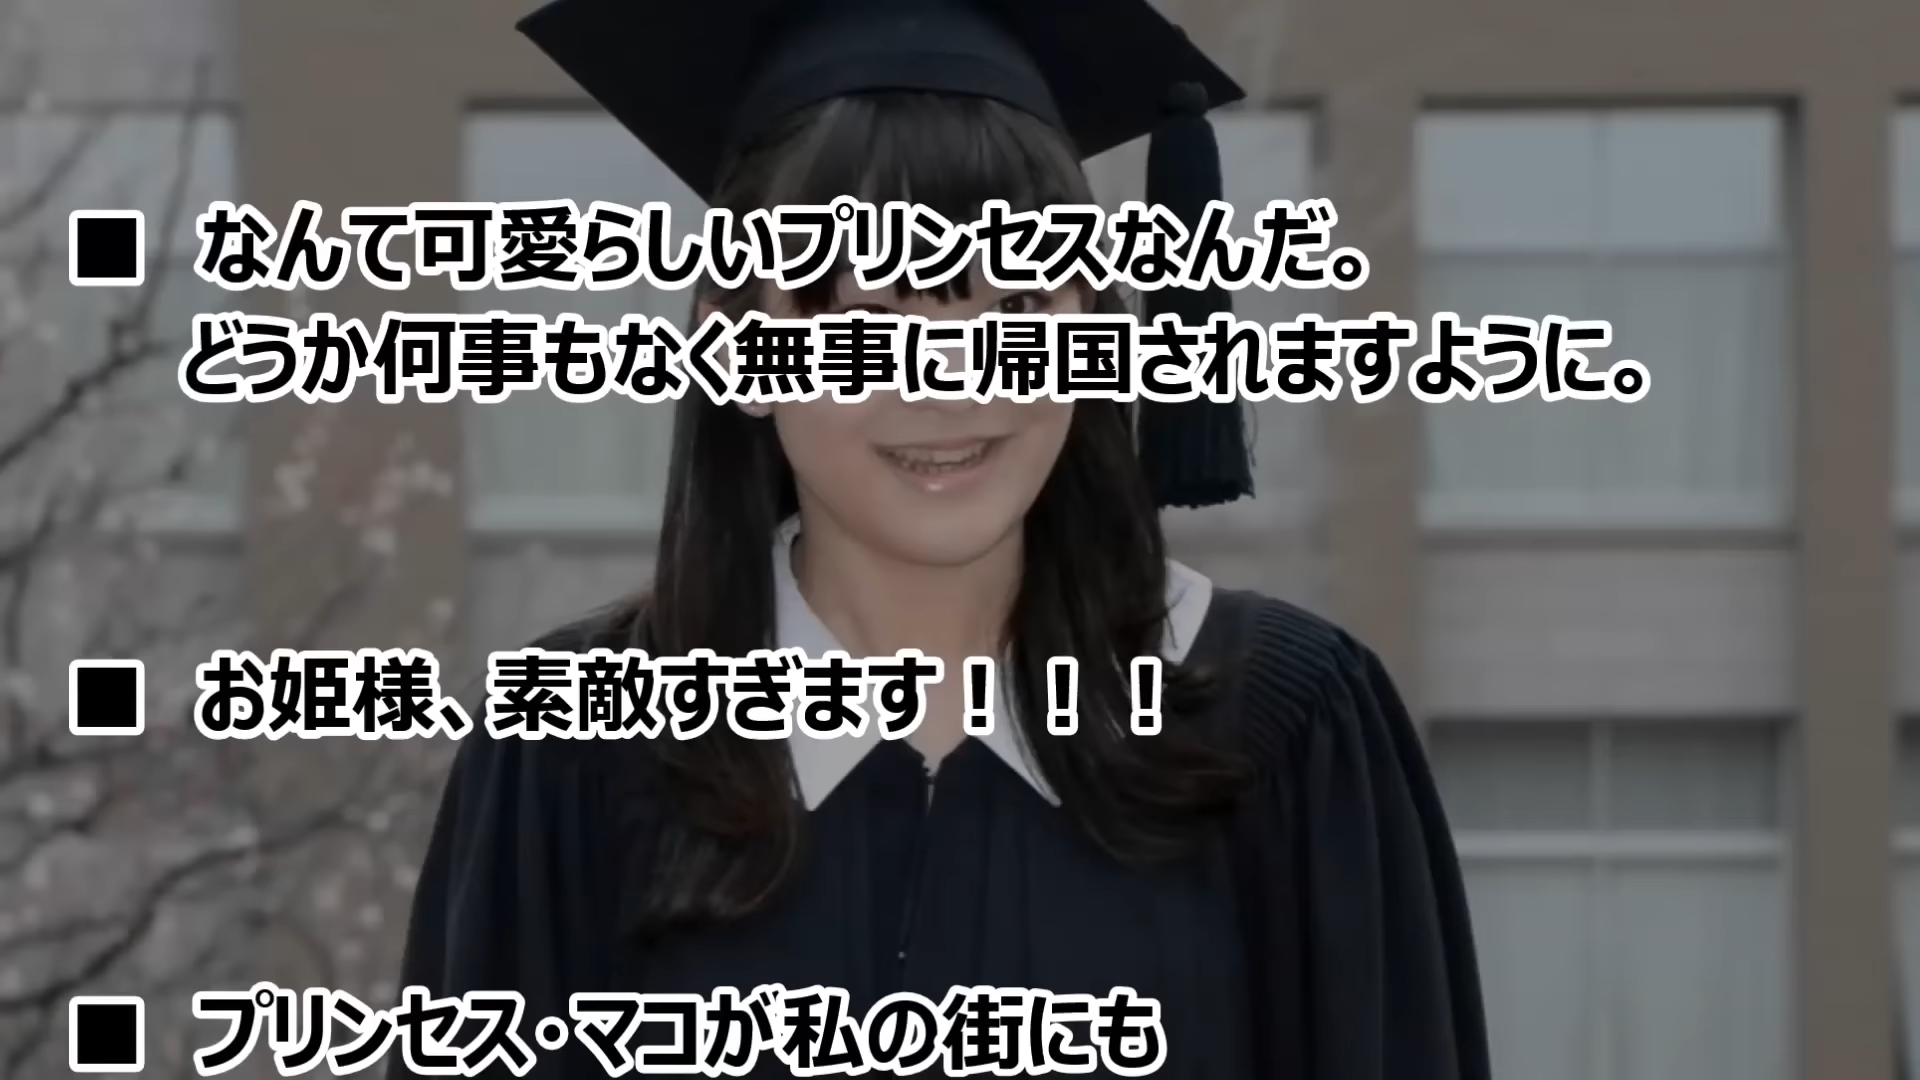 ■ なんて可愛らしいプリンセスなんだ。
どうか何事もなく無事に帰国されますように。
■ お姫様、素敵すぎます！！！
■ プリンセス・マコが私の街にも